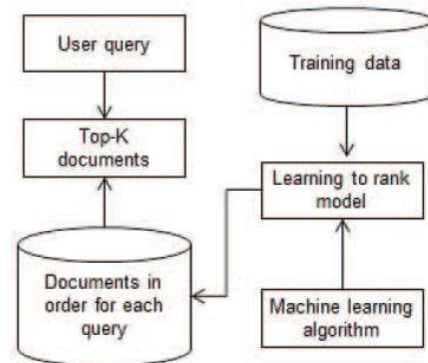 User query
Training data
Top-K
documents
Learning to rank
model
Documents in
order for each
query
Machine learning
algorithm